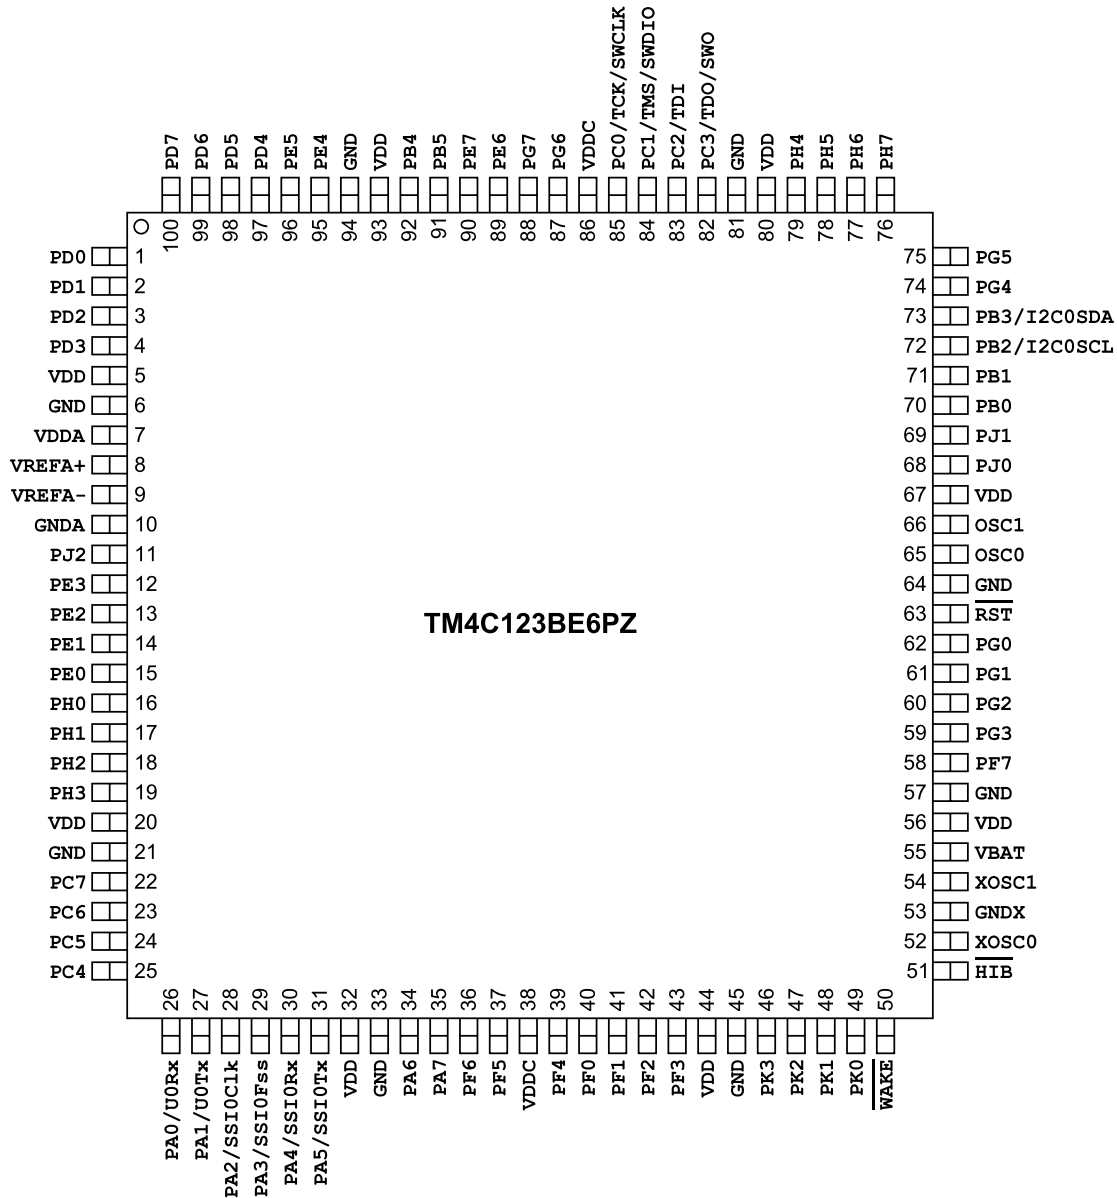 PC0/TCK/SWCLK
PC1/TMS/SWDIO
PC2/TDI
PC3/TDO/SWO
PD7 PD6 PD5 PD4 PE5 PE4 GND VDD PB4 PB5 PE7 PE6 PG7 PG6 VDDC GND VDD PH4 PH5 PH6 PH7
100 99 98 97 96 95 94 93 92 91 90 89 88 87 86 85 84 83 82 81 80 79 78 77 76
PD0 1 75 PG5
PD1 2 74 PG4
PD2 3 73 PB3/I2C0SDA
PD3 4 72 PB2/I2C0SCL
VDD 5 71 PB1
GND 6 70 PB0
VDDA 7 69 PJ1
VREFA+ 8 68 PJ0
VREFA- 9 67 VDD
GNDA 10 66 OSC1
PJ2 11 65 OSC0
PE3 12 64 GND
PE2 13 63 RST
TM4C123BE6PZ
PE1 14 62 PG0
PE0 15 61 PG1
PH0 16 60 PG2
PH1 17 59 PG3
PH2 18 58 PF7
PH3 19 57 GND
VDD 20 56 VDD
GND 21 55 VBAT
PC7 22 54 XOSC1
PC6 23 53 GNDX
PC5 24 52 XOSC0
PC4 25 51 HIB
26 27 28 29 30 31 32 33 34 35 36 37 38 39 40 41 42 43 44 45 46 47 48 49 50
PA0/U0Rx
PA1/U0Tx
PA2/SSI0Clk
PA3/SSI0Fss
PA4/SSI0Rx
PA5/SSI0Tx
VDD GND PA6 PA7 PF6 PF5 VDDC PF4 PF0 PF1 PF2 PF3 VDD GND PK3 PK2 PK1 PK0 WAKE